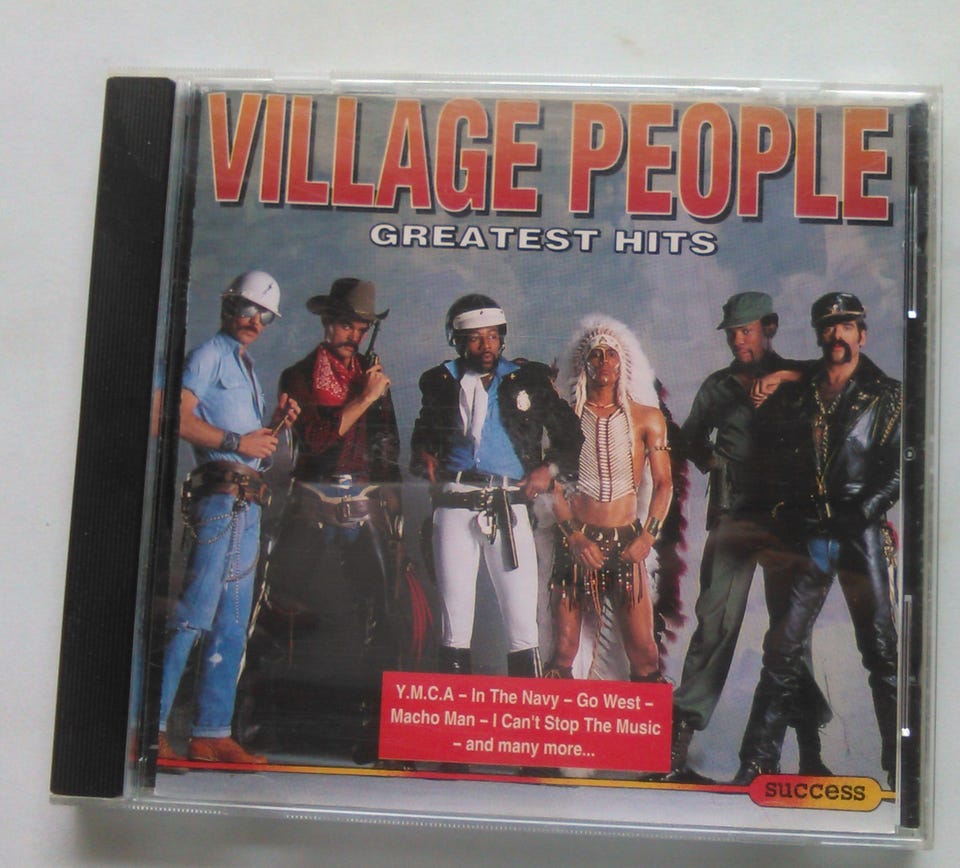 VILLAGE PEOPLE
GREATEST HITS
Y.M.C.A – In The Navy – Go West –
Macho Man – I Can't Stop The Music
– and many more...
success